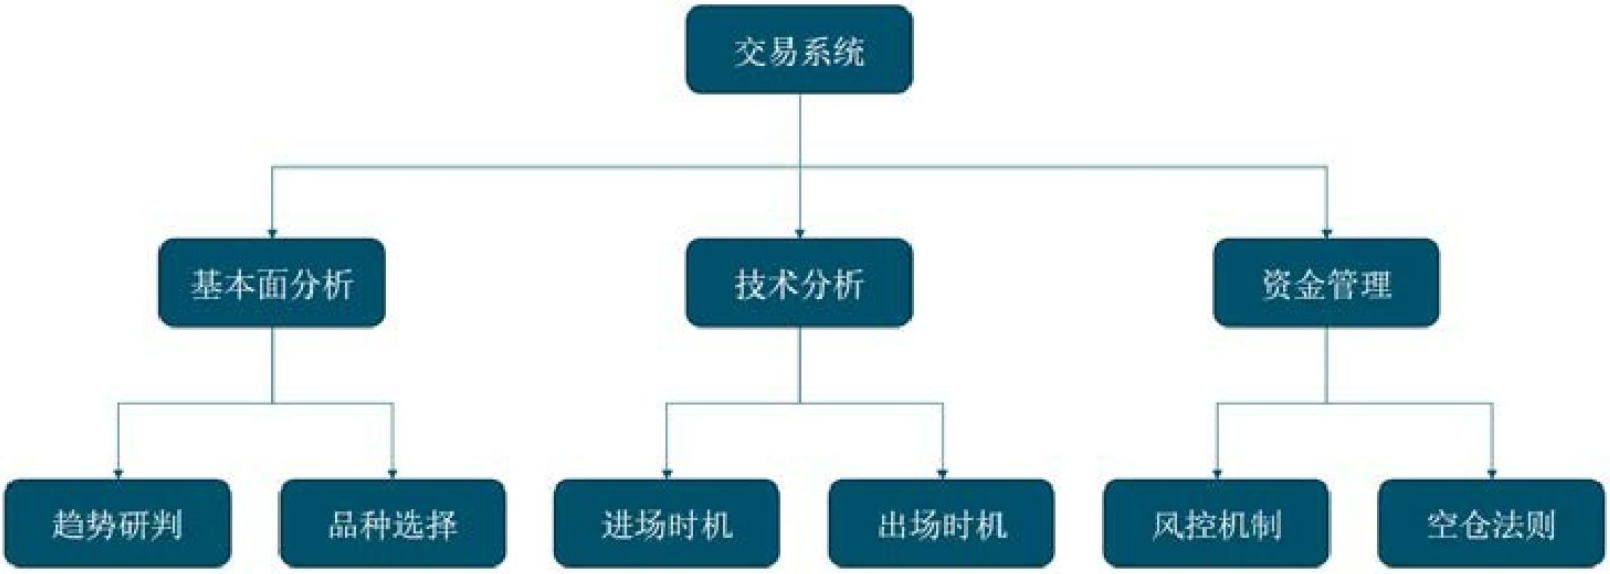 交易系统
基本面分析
技术分析
资金管理
趋势研判
品种选择
进场时机
出场时机
风控机制
空仓法则